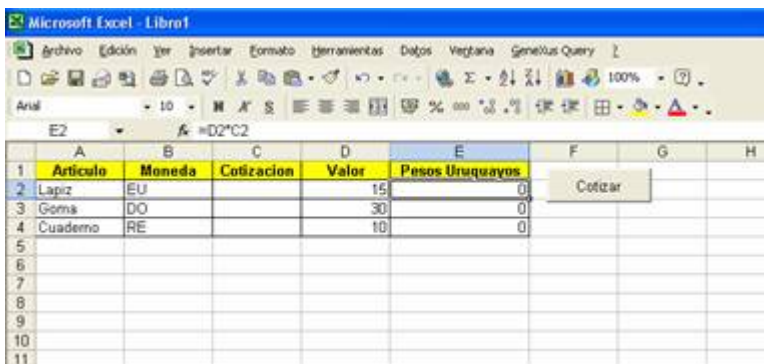 Microsoft Excel - Libro1
Archivo Edición Ver Insertar Formato Herramientas Datos Ventana GeneXus Query ?
100%
Arial 10 N K S
E2 fx =D2*C2
A B C D E F G H
1 Articulo Moneda Cotizacion Valor Pesos Uruguayos
2 Lapiz EU 15 0 Cotizar
3 Goma DO 30 0
4 Cuaderno RE 10 0
5
6
7
8
9
10
11